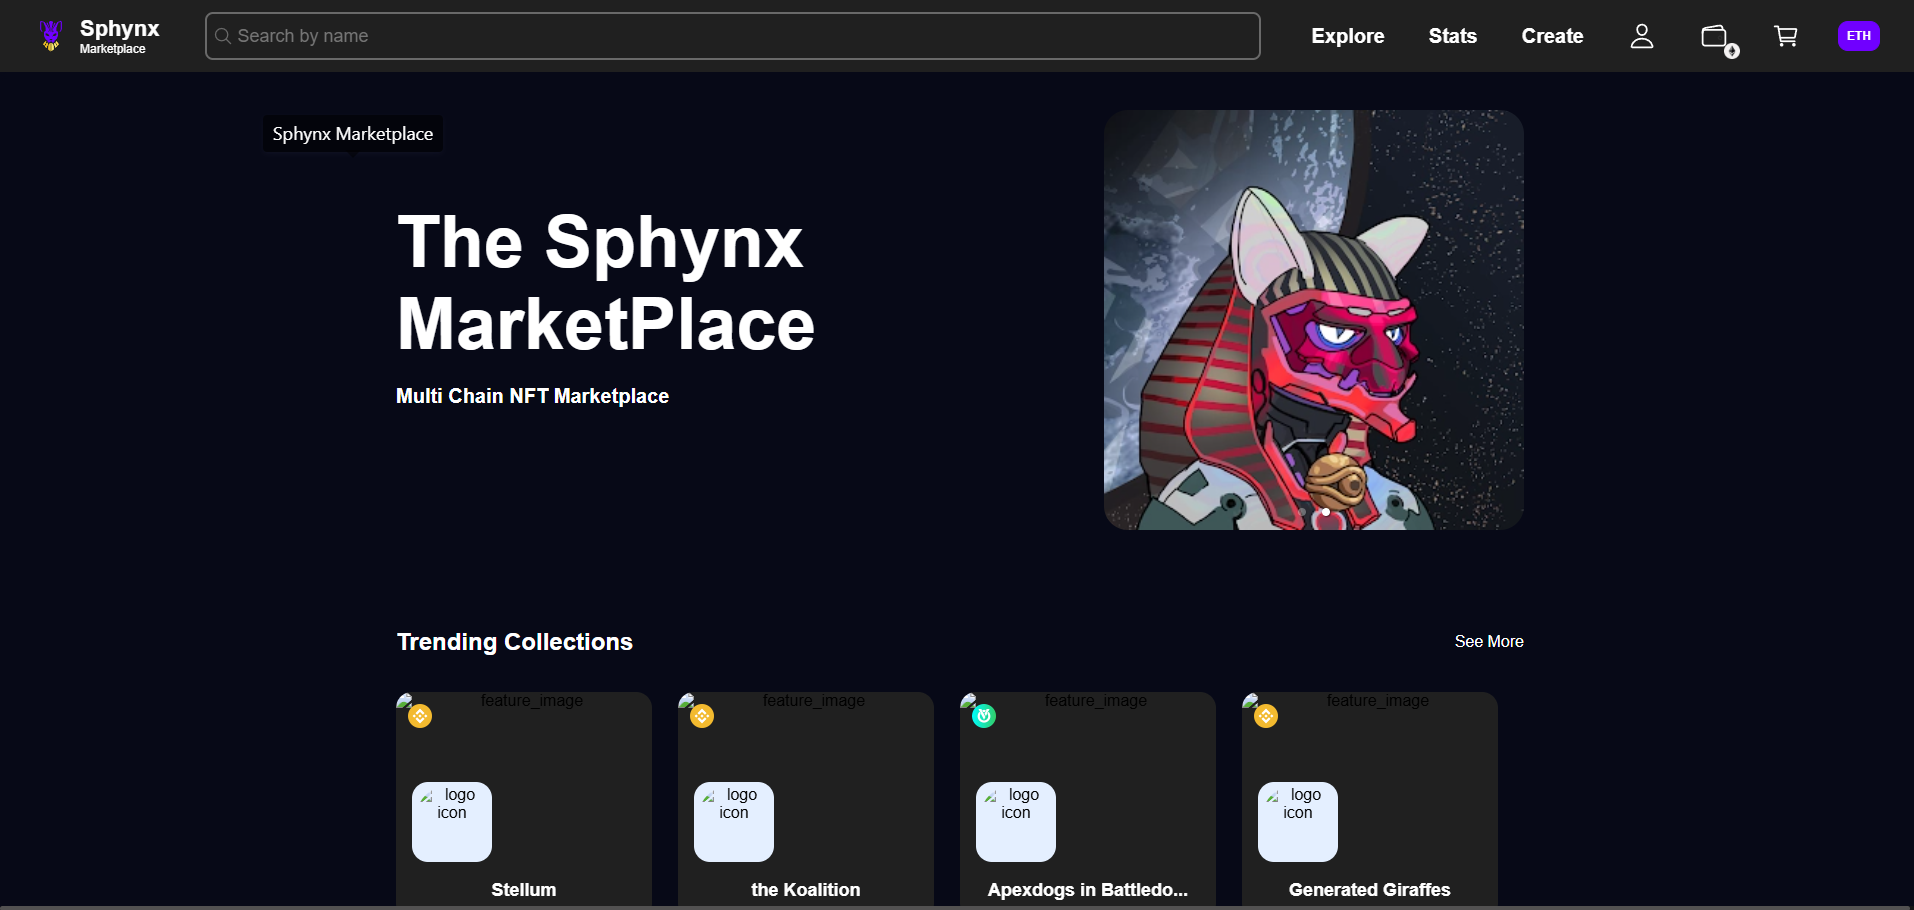 Sphynx
Marketplace
Search by name
Explore
Stats
Create
ETH
Sphynx Marketplace
The Sphynx
MarketPlace
Multi Chain NFT Marketplace
Trending Collections
See More
feature_image
feature_image
feature_image
feature_image
logo
icon
logo
icon
logo
icon
logo
icon
Stellum
the Koalition
Apexdogs in Battledo...
Generated Giraffes